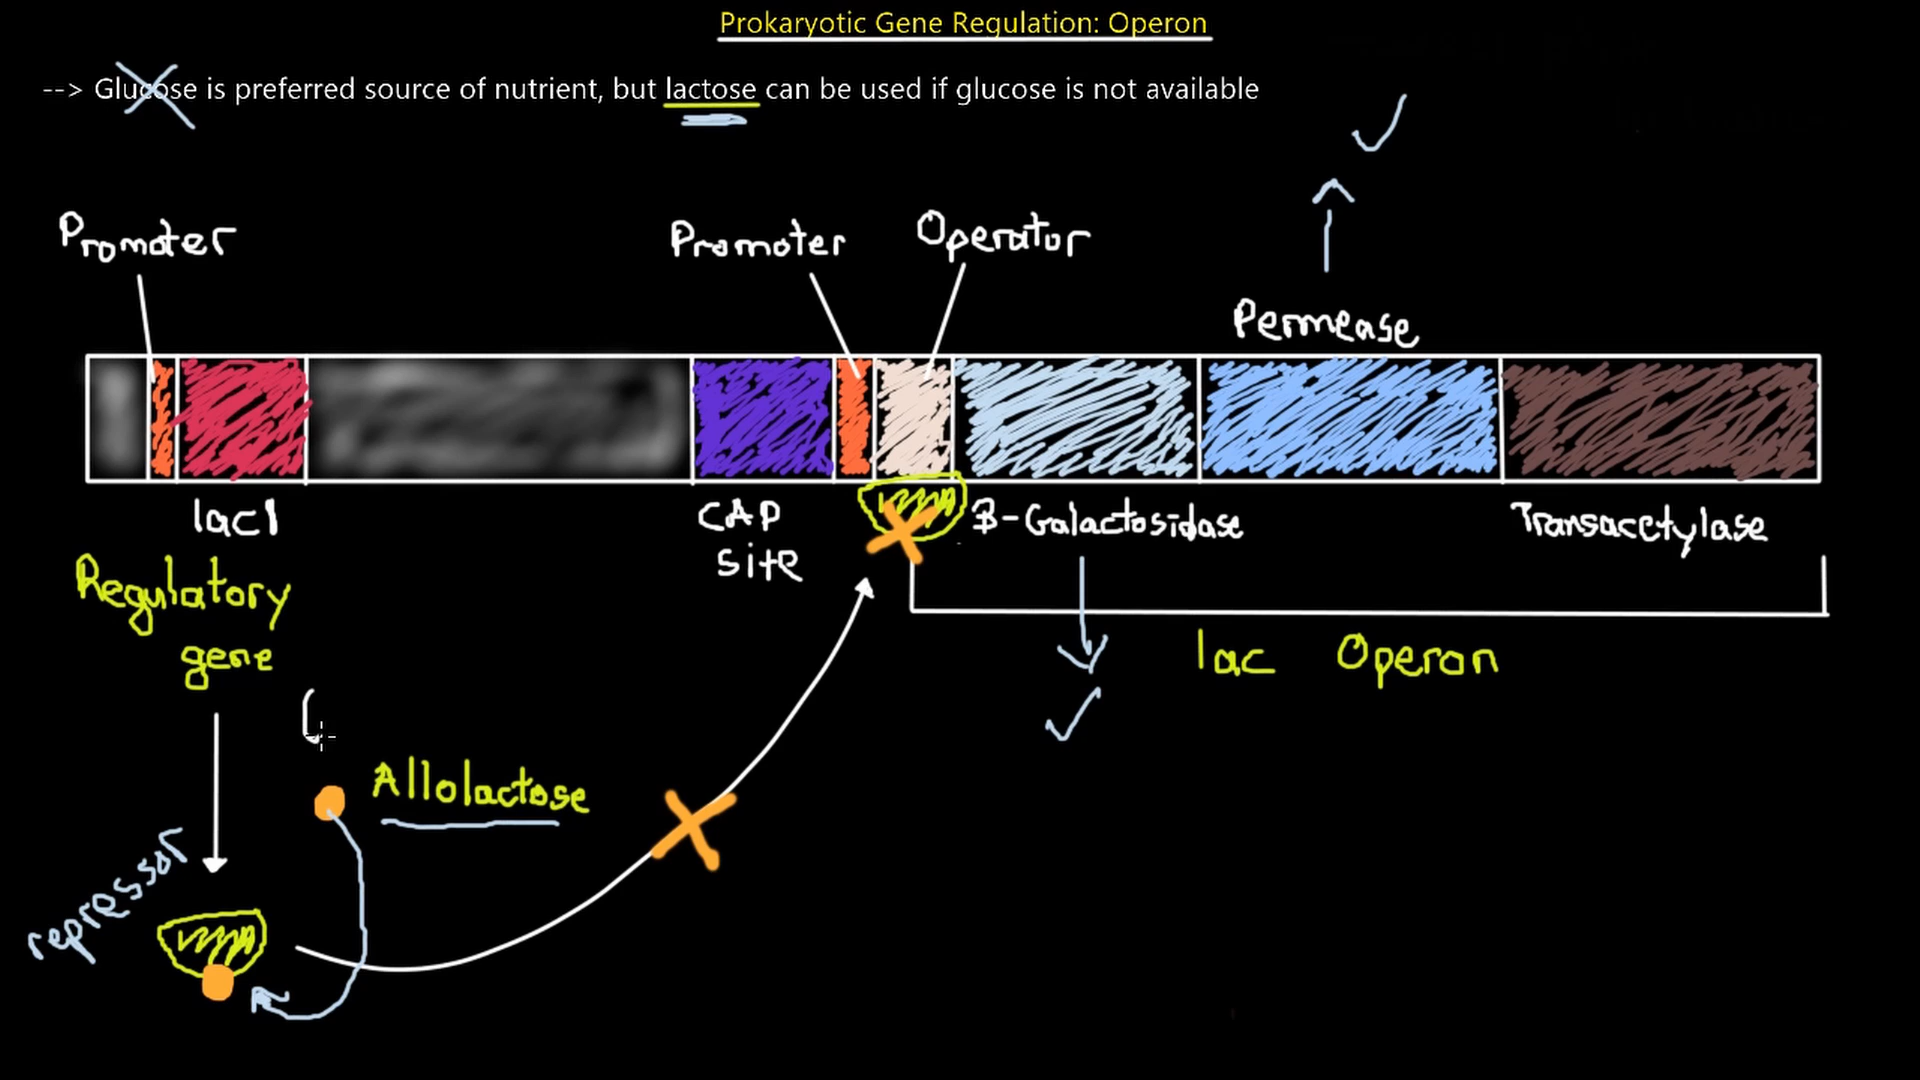 Prokaryotic Gene Regulation: Operon
--> Glucose is preferred source of nutrient, but lactose can be used if glucose is not available
Promoter
Promoter
Operator
Permease
lacI
CAP
site
B-Galactosidase
Transacetylase
Regulatory
gene
lac Operon
Allolactose
repressor